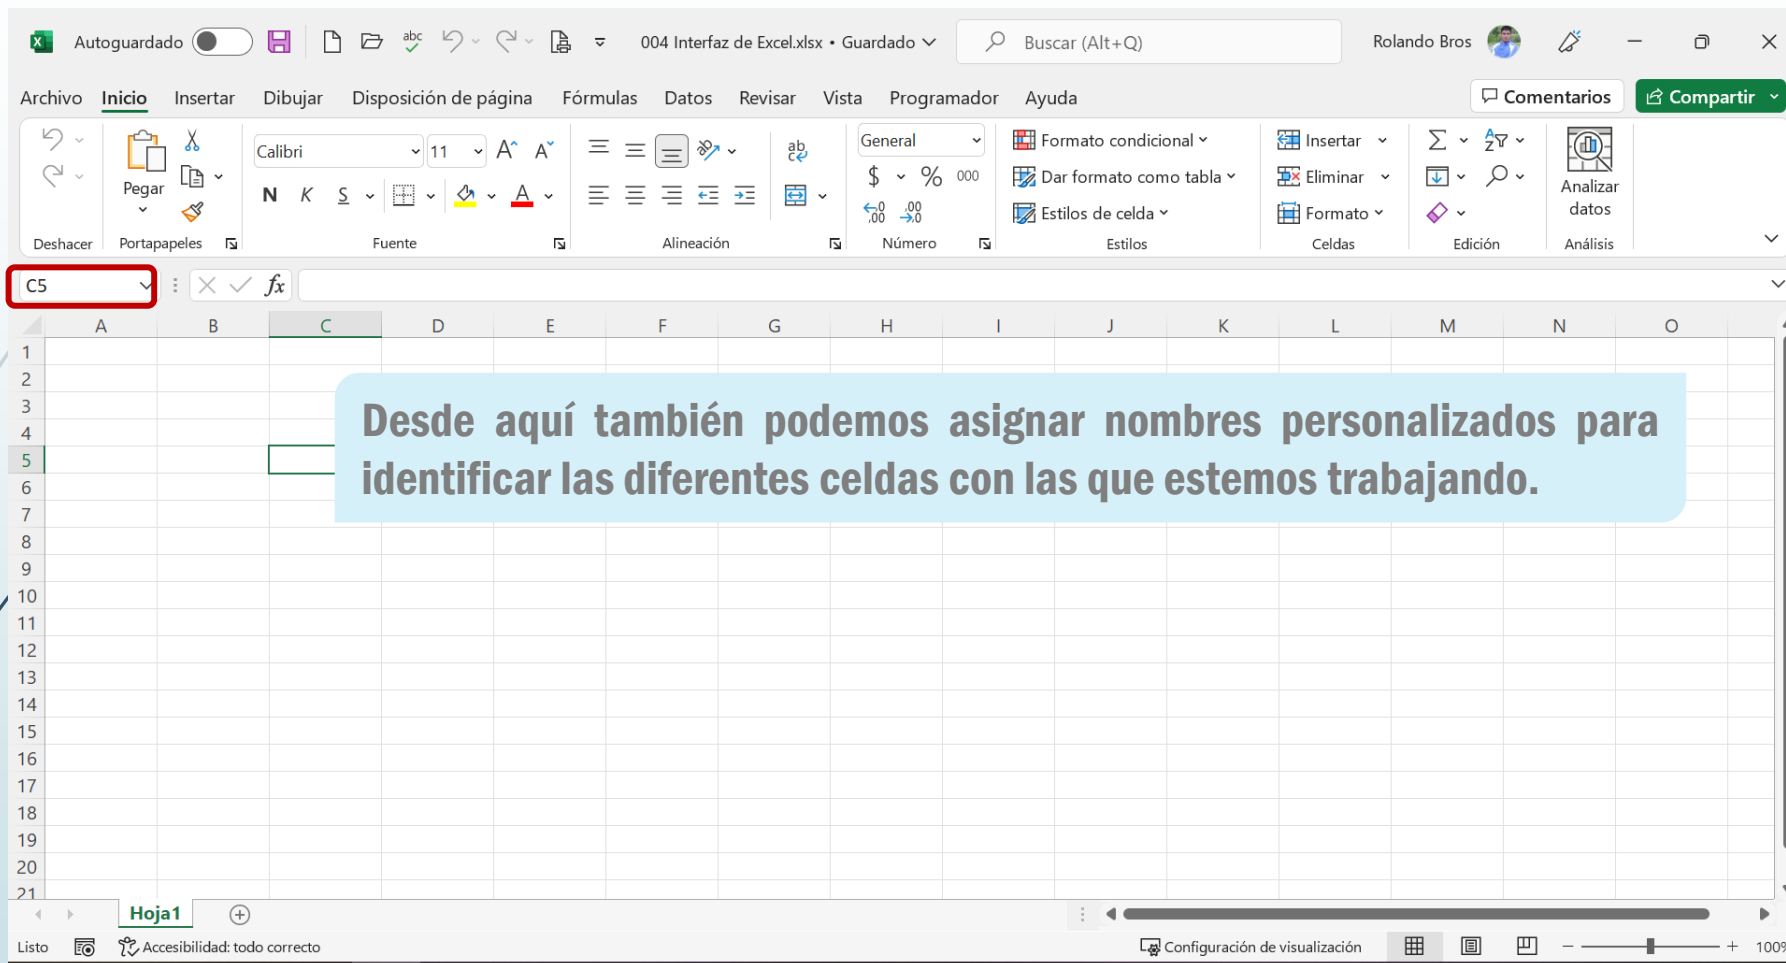 Autoguardado
004 Interfaz de Excel.xlsx • Guardado
Buscar (Alt+Q)
Rolando Bros
Archivo Inicio Insertar Dibujar Disposición de página Fórmulas Datos Revisar Vista Programador Ayuda
Comentarios
Compartir
Pegar
Calibri
11
N K S
A
General
$ % 000
Formato condicional
Dar formato como tabla
Estilos de celda
Insertar
Eliminar
Formato
Analizar
datos
Deshacer Portapapeles Fuente Alineación Número Estilos Celdas Edición Análisis
C5
fx
A B C D E F G H I J K L M N O
1
2
3
4
5
6
7
8
9
10
11
12
13
14
15
16
17
18
19
20
21
Desde aquí también podemos asignar nombres personalizados para
identificar las diferentes celdas con las que estemos trabajando.
Hoja1
Listo
Accesibilidad: todo correcto
Configuración de visualización
100%